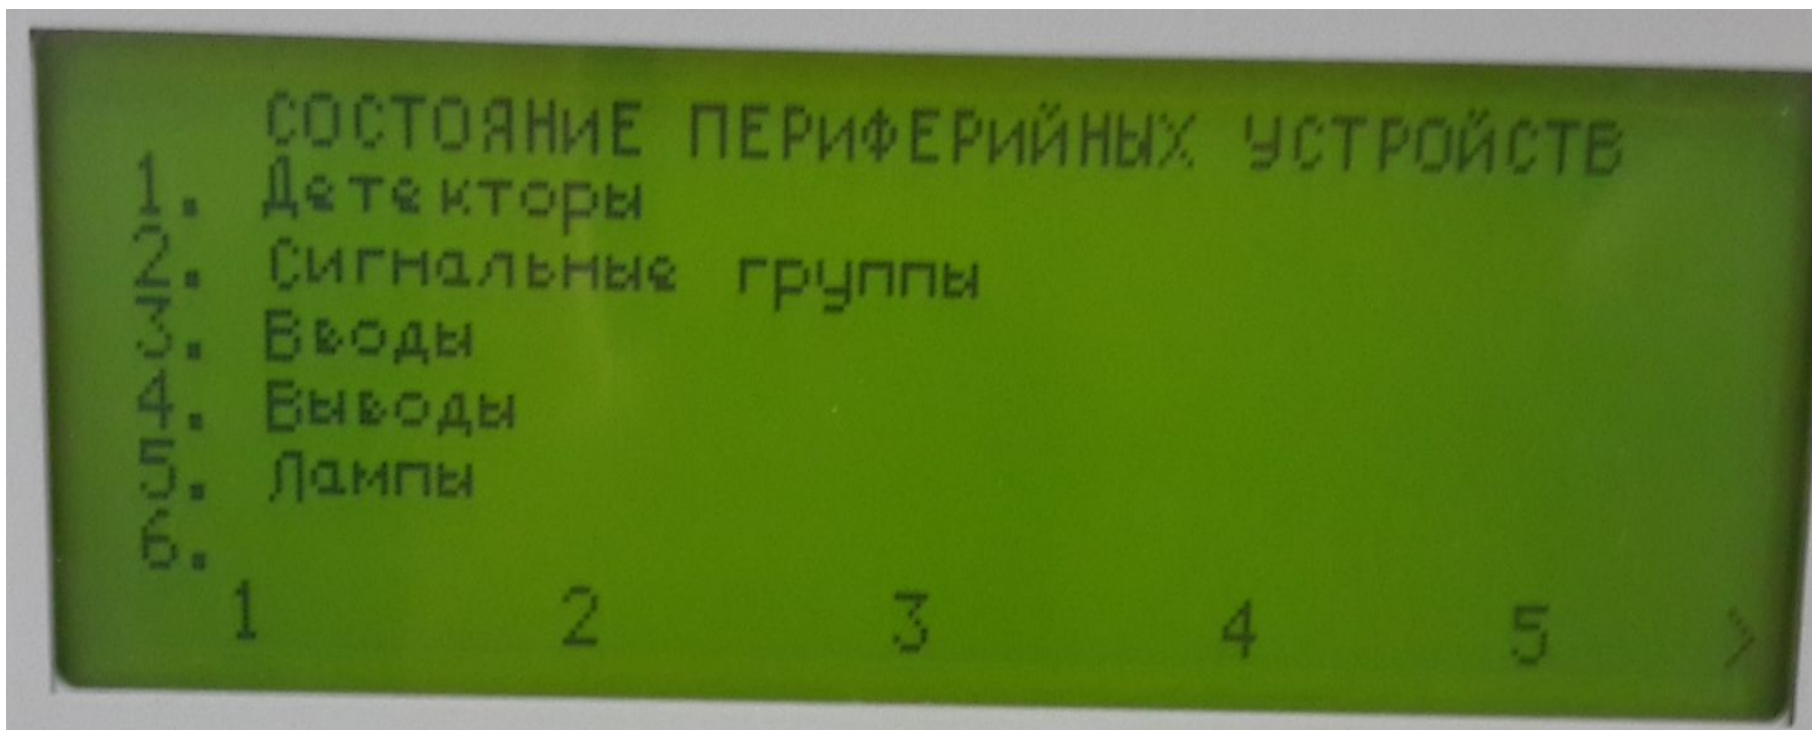 СОСТОЯНИЕ ПЕРИФЕРИЙНЫХ УСТРОЙСТВ
1. Детекторы
2. Сигнальные группы
3. Вводы
4. Выводы
5. Лампы
6.
1 2 3 4 5 >